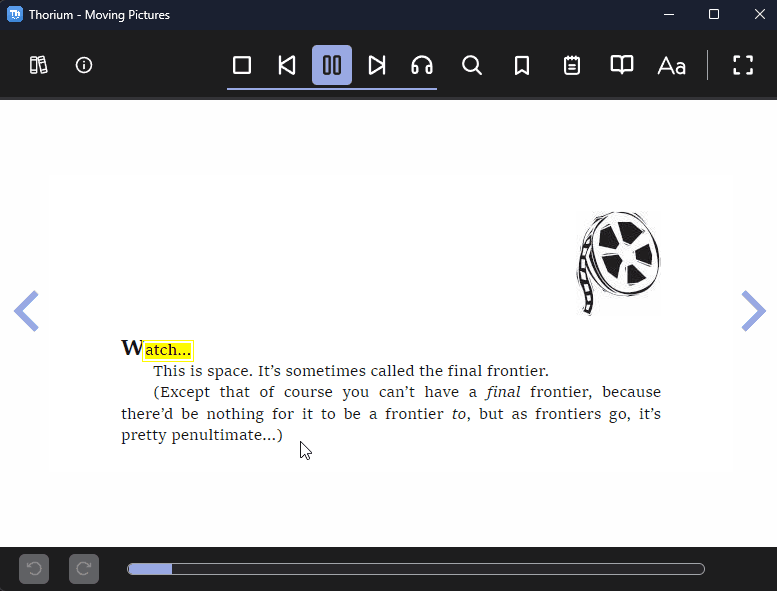 Thorium - Moving Pictures
Aa
Watch...
This is space. It’s sometimes called the final frontier.
(Except that of course you can’t have a final frontier, because
there’d be nothing for it to be a frontier to, but as frontiers go, it’s
pretty penultimate...)